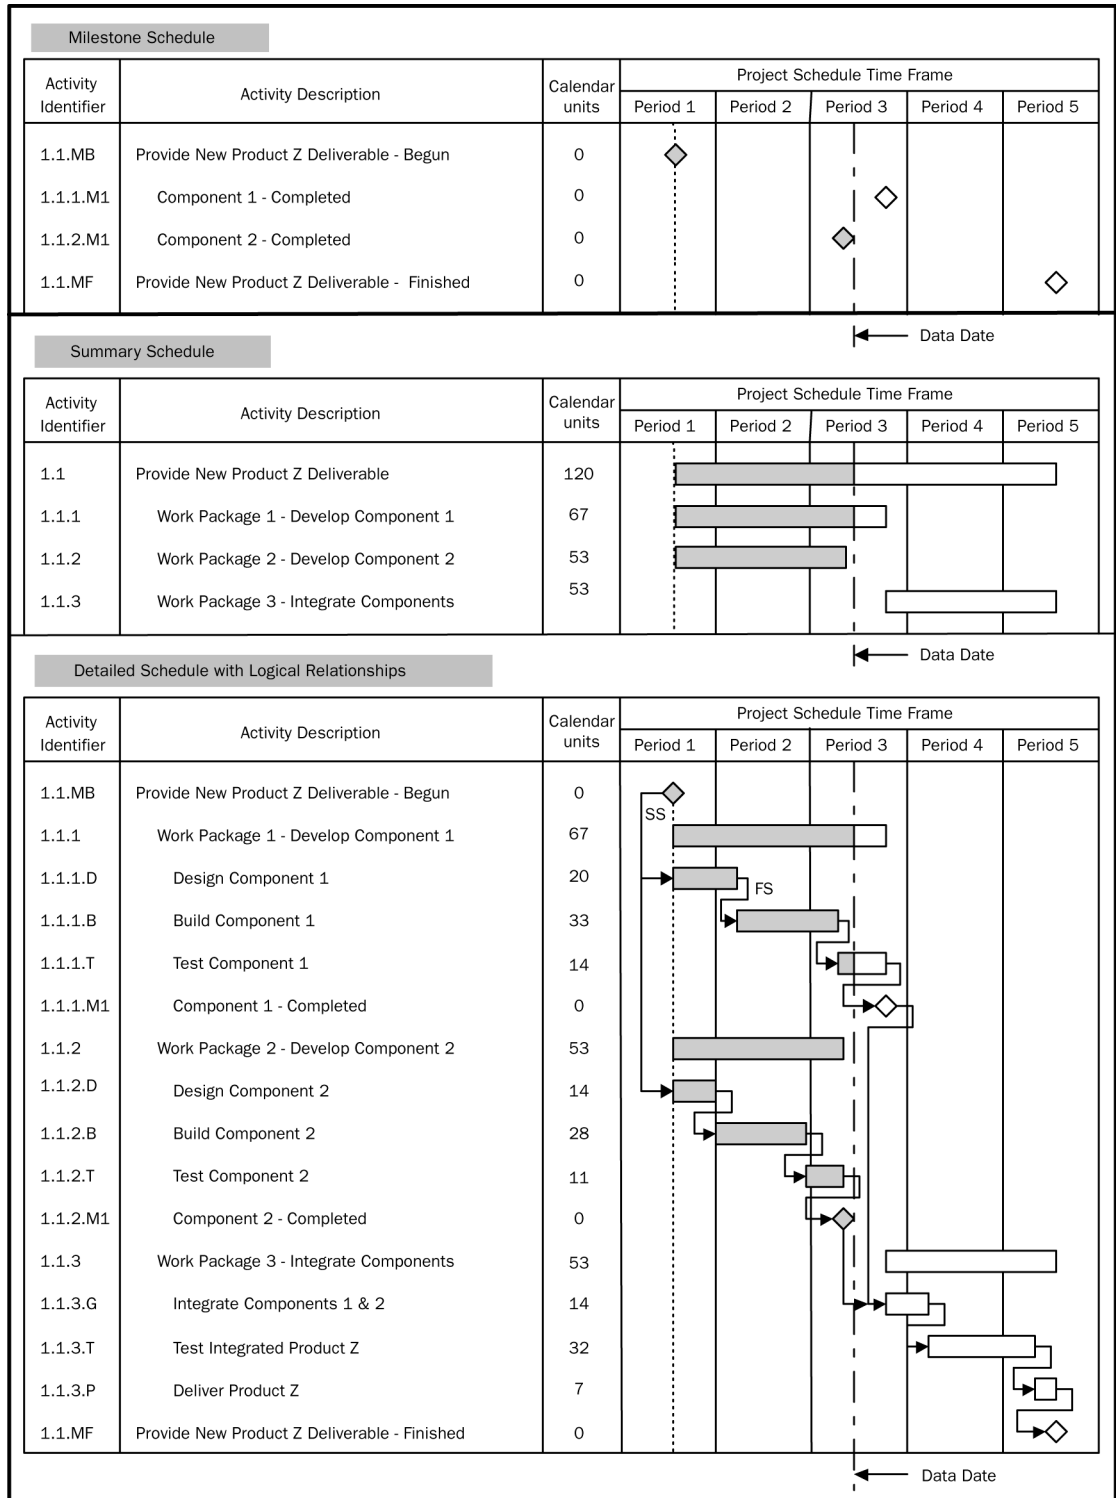 Milestone Schedule
Activity Identifier
Activity Description
Calendar units
Project Schedule Time Frame
Period 1 Period 2 Period 3 Period 4 Period 5
1.1.MB Provide New Product Z Deliverable - Begun 0
1.1.1.M1 Component 1 - Completed 0
1.1.2.M1 Component 2 - Completed 0
1.1.MF Provide New Product Z Deliverable - Finished 0
Data Date
Summary Schedule
Activity Identifier
Activity Description
Calendar units
Project Schedule Time Frame
Period 1 Period 2 Period 3 Period 4 Period 5
1.1 Provide New Product Z Deliverable 120
1.1.1 Work Package 1 - Develop Component 1 67
1.1.2 Work Package 2 - Develop Component 2 53
1.1.3 Work Package 3 - Integrate Components 53
Data Date
Detailed Schedule with Logical Relationships
Activity Identifier
Activity Description
Calendar units
Project Schedule Time Frame
Period 1 Period 2 Period 3 Period 4 Period 5
1.1.MB Provide New Product Z Deliverable - Begun 0
SS
1.1.1 Work Package 1 - Develop Component 1 67
1.1.1.D Design Component 1 20
FS
1.1.1.B Build Component 1 33
1.1.1.T Test Component 1 14
1.1.1.M1 Component 1 - Completed 0
1.1.2 Work Package 2 - Develop Component 2 53
1.1.2.D Design Component 2 14
1.1.2.B Build Component 2 28
1.1.2.T Test Component 2 11
1.1.2.M1 Component 2 - Completed 0
1.1.3 Work Package 3 - Integrate Components 53
1.1.3.G Integrate Components 1 & 2 14
1.1.3.T Test Integrated Product Z 32
1.1.3.P Deliver Product Z 7
1.1.MF Provide New Product Z Deliverable - Finished 0
Data Date